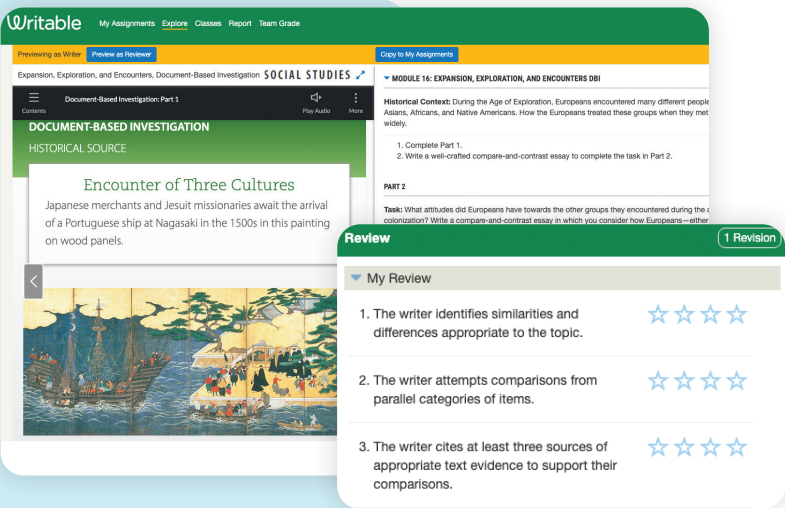 Writable
My Assignments Explore Classes Report Team Grade
Previewing as Writer Preview as Reviewer
Copy to My Assignments
Expansion, Exploration, and Encounters, Document-Based Investigation SOCIAL STUDIES
Contents
Document-Based Investigation: Part 1
Play Audio
More
DOCUMENT-BASED INVESTIGATION
HISTORICAL SOURCE
Encounter of Three Cultures
Japanese merchants and Jesuit missionaries await the arrival
of a Portuguese ship at Nagasaki in the 1500s in this painting
on wood panels.
MODULE 16: EXPANSION, EXPLORATION, AND ENCOUNTERS DBI
Historical Context: During the Age of Exploration, Europeans encountered many different people
Asians, Africans, and Native Americans. How the Europeans treated these groups when they met
widely.
1. Complete Part 1.
2. Write a well-crafted compare-and-contrast essay to complete the task in Part 2.
PART 2
Task: What attitudes did Europeans have towards the other groups they encountered during the
colonization? Write a compare-and-contrast essay in which you consider how Europeans—either
Review
1 Revision
My Review
1. The writer identifies similarities and
differences appropriate to the topic.
2. The writer attempts comparisons from
parallel categories of items.
3. The writer cites at least three sources of
appropriate text evidence to support their
comparisons.